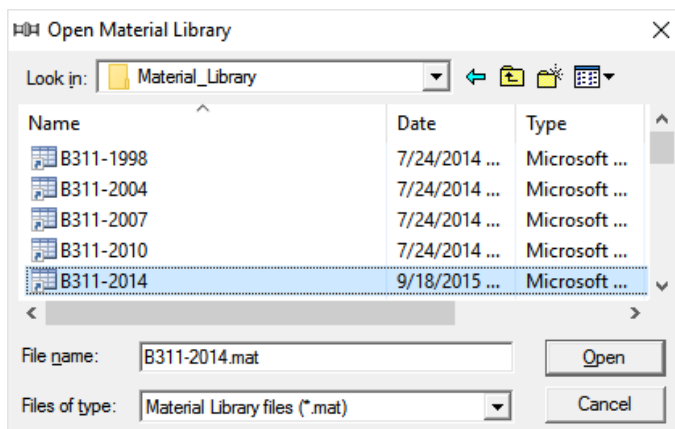 Open Material Library
Look in: Material_Library
Name Date Type
B311-1998 7/24/2014 ... Microsoft ...
B311-2004 7/24/2014 ... Microsoft ...
B311-2007 7/24/2014 ... Microsoft ...
B311-2010 7/24/2014 ... Microsoft ...
B311-2014 9/18/2015 ... Microsoft ...
File name: B311-2014.mat Open
Files of type: Material Library files (*.mat) Cancel